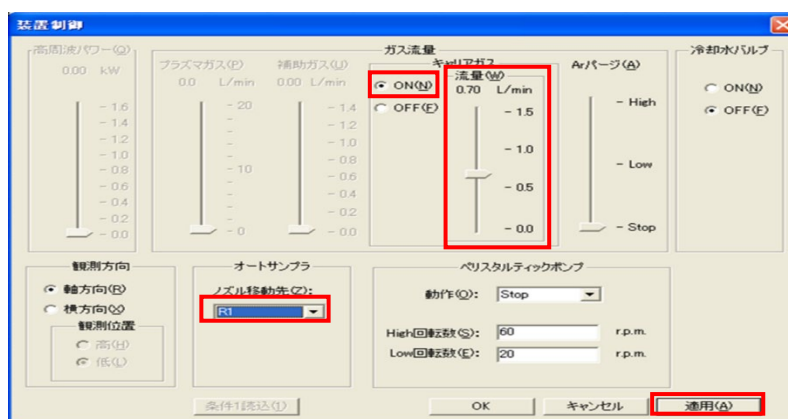 装置制御
高周波パワー(O)
0.00 kW
1.6
1.4
1.2
1.0
0.8
0.6
0.4
0.2
0.0
ガス流量
プラズマガス(P)
0.0 L/min
20
10
0
補助ガス(U)
0.00 L/min
1.4
1.2
1.0
0.8
0.6
0.4
0.2
0.0
キャリアガス
ON(N)
OFF(F)
流量(W)
0.70 L/min
1.5
1.0
0.5
0.0
Arパージ(A)
High
Low
Stop
冷却水バルブ
ON(N)
OFF(F)
観測方向
軸方向(R)
横方向(X)
観測位置
高(H)
低(L)
オートサンプラ
ノズル移動先(Z):
R1
ペリスタルティックポンプ
動作(Q): Stop
High回転数(S): 60 r.p.m.
Low回転数(E): 20 r.p.m.
条件1読込(1)
OK
キャンセル
適用(A)